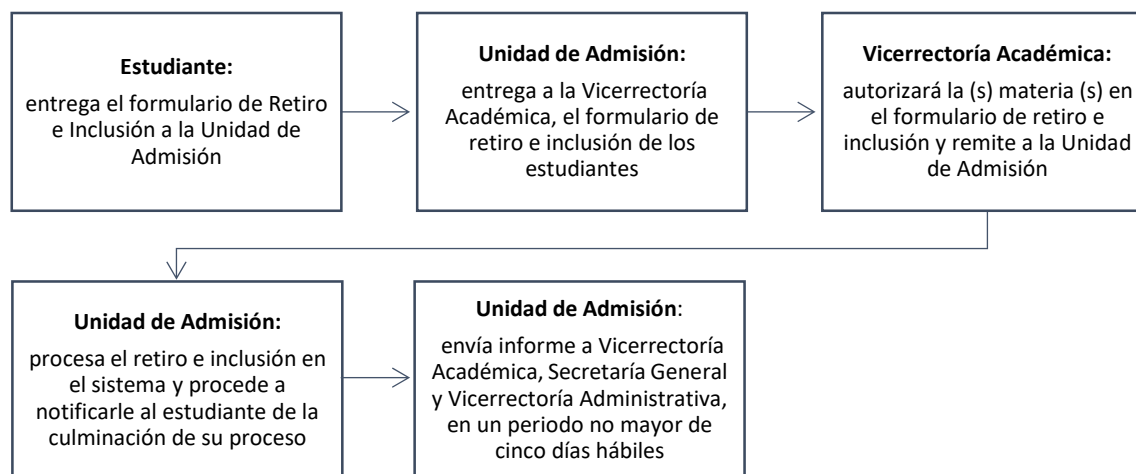 Estudiante:
entrega el formulario de Retiro
e Inclusión a la Unidad de
Admisión
Unidad de Admisión:
entrega a la Vicerrectoría
Académica, el formulario de
retiro e inclusión de los
estudiantes
Vicerrectoría Académica:
autorizará la (s) materia (s) en
el formulario de retiro e
inclusión y remite a la Unidad
de Admisión
Unidad de Admisión:
procesa el retiro e inclusión en
el sistema y procede a
notificarle al estudiante de la
culminación de su proceso
Unidad de Admisión:
envía informe a Vicerrectoría
Académica, Secretaría General
y Vicerrectoría Administrativa,
en un periodo no mayor de
cinco días hábiles